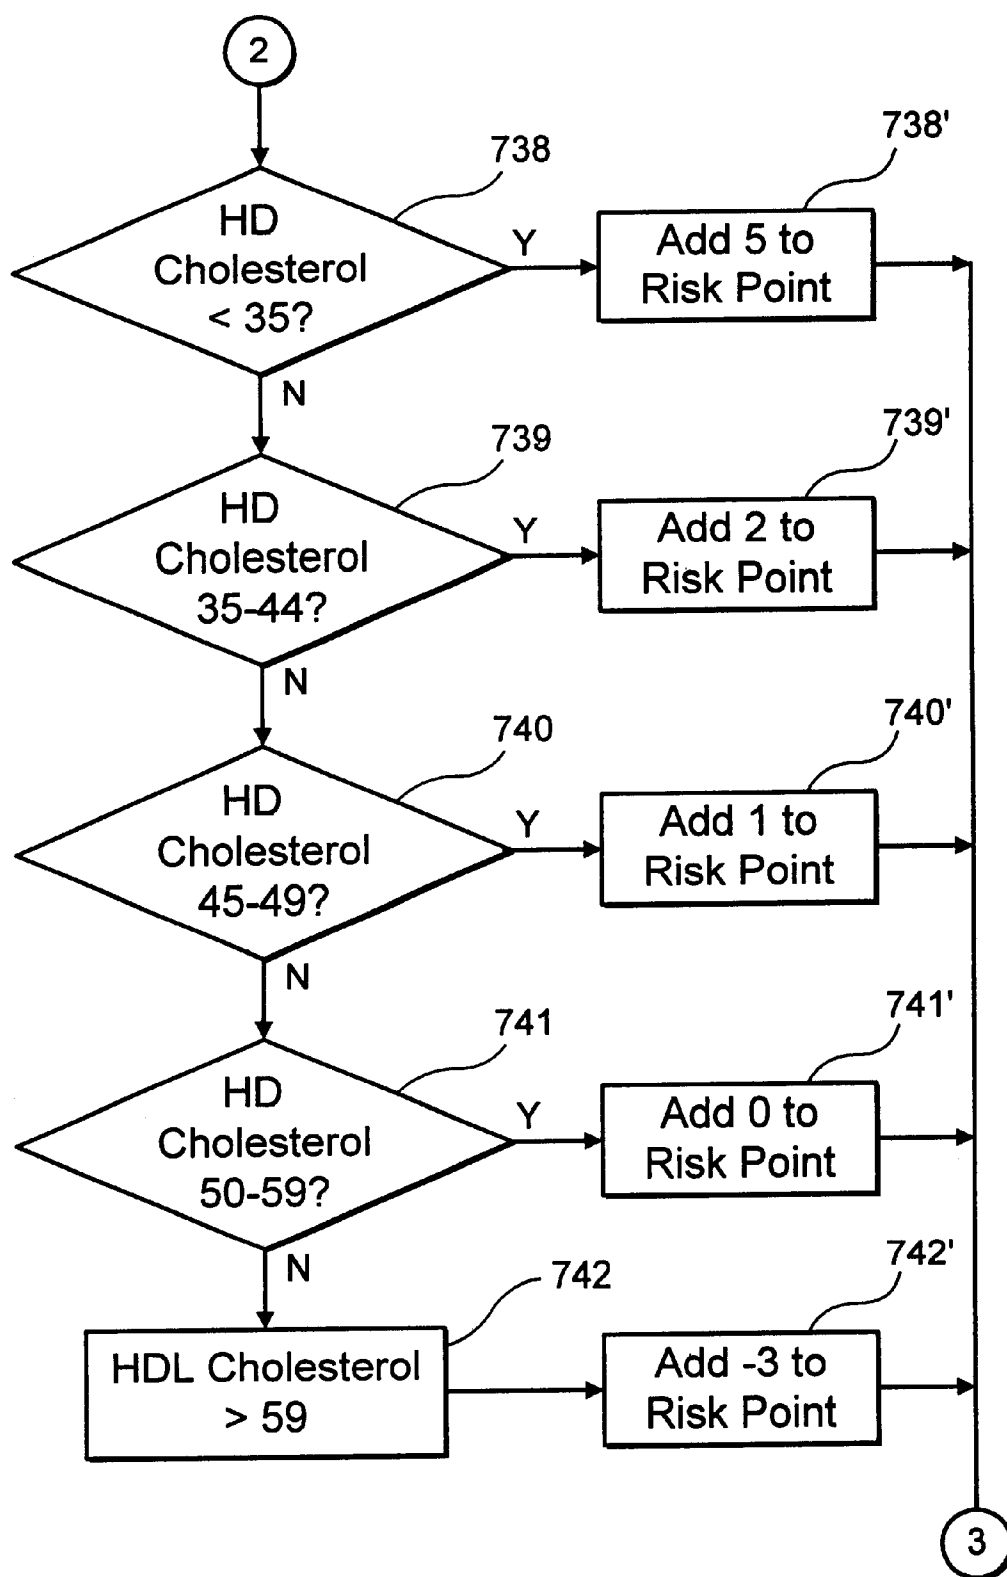 2
738
738'
HD
Cholesterol
< 35?
Y
Add 5 to
Risk Point
N
739
739'
HD
Cholesterol
35-44?
Y
Add 2 to
Risk Point
N
740
740'
HD
Cholesterol
45-49?
Y
Add 1 to
Risk Point
N
741
741'
HD
Cholesterol
50-59?
Y
Add 0 to
Risk Point
N
742
742'
HDL Cholesterol
> 59
Add -3 to
Risk Point
3